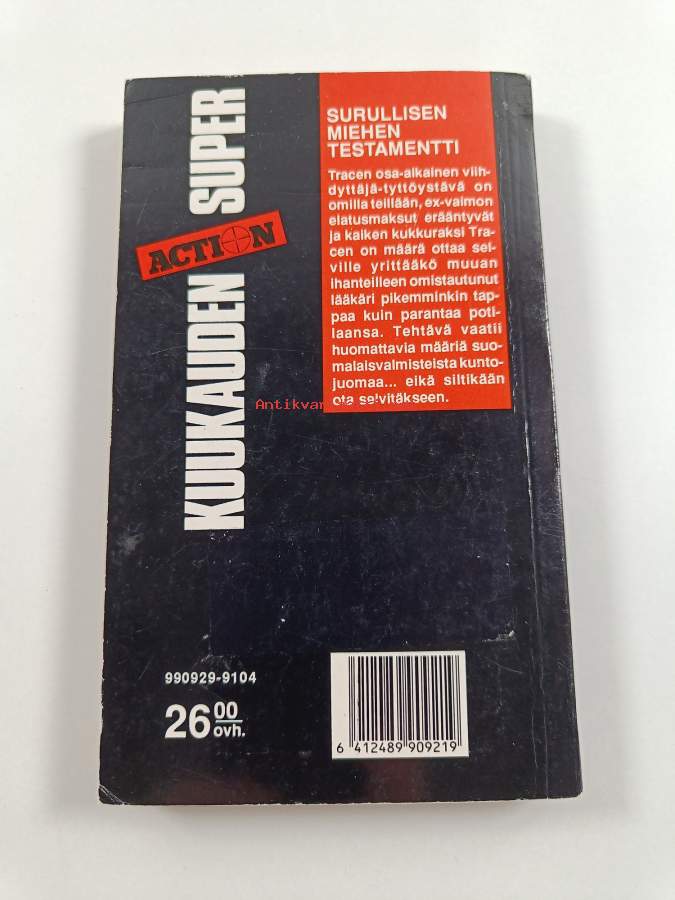 KUUKAUDEN SUPER
ACTION
SURULLISEN
MIEHEN
TESTAMENTTI
Tracen osa-aikainen viih-
dyttäjä-tyttöystävä on
omilla teillään, ex-vaimon
elatusmaksut erääntyvät
ja kaiken kukkuraksi Tra-
cen on määrä ottaa sel-
ville yrittääkö muuan
ihanteilleen omistautunut
lääkäri pikemminkin tap-
paa kuin parantaa poti-
laansa. Tehtävä vaatii
huomattavia määriä suo-
malaisvalmisteista kunto-
juomaa... eikä siltikään
ota selvitäkseen.
990929-9104
26 00
ovh.
6 412489 909219